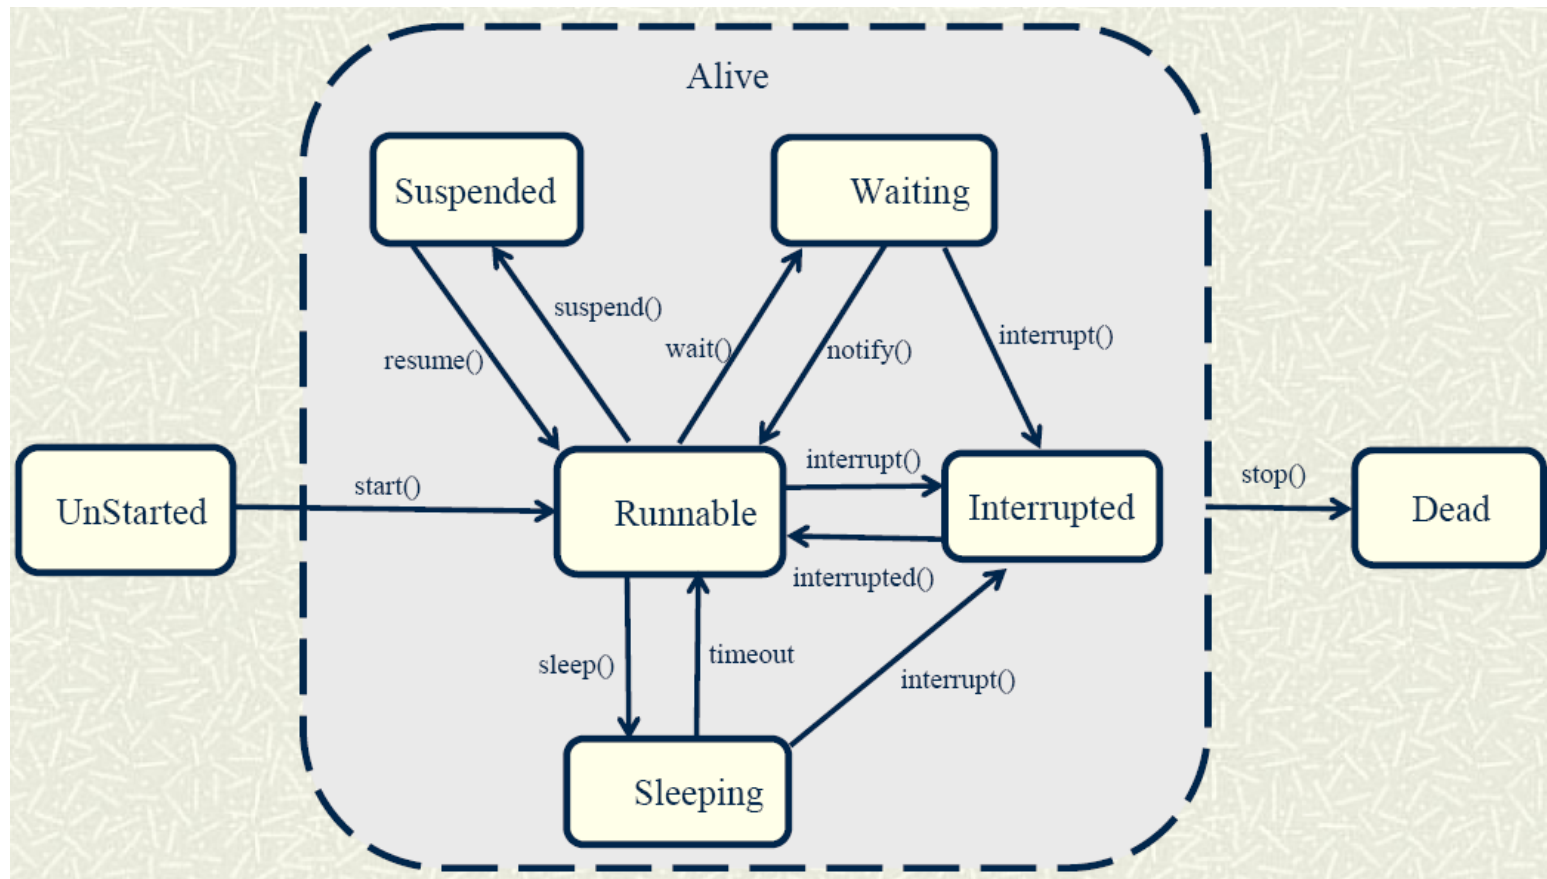 Alive
Suspended
Waiting
suspend()
interrupt()
wait()
notify()
resume()
interrupt()
start()
stop()
UnStarted
Runnable
Interrupted
Dead
interrupted()
sleep()
timeout
interrupt()
Sleeping